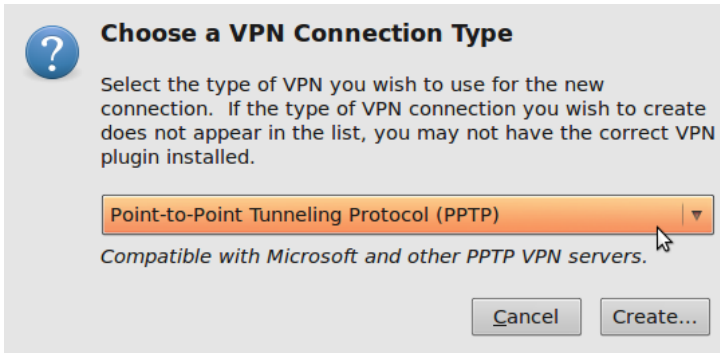 Choose a VPN Connection Type
Select the type of VPN you wish to use for the new
connection.  If the type of VPN connection you wish to create
does not appear in the list, you may not have the correct VPN
plugin installed.
Point-to-Point Tunneling Protocol (PPTP)
Compatible with Microsoft and other PPTP VPN servers.
Cancel
Create...